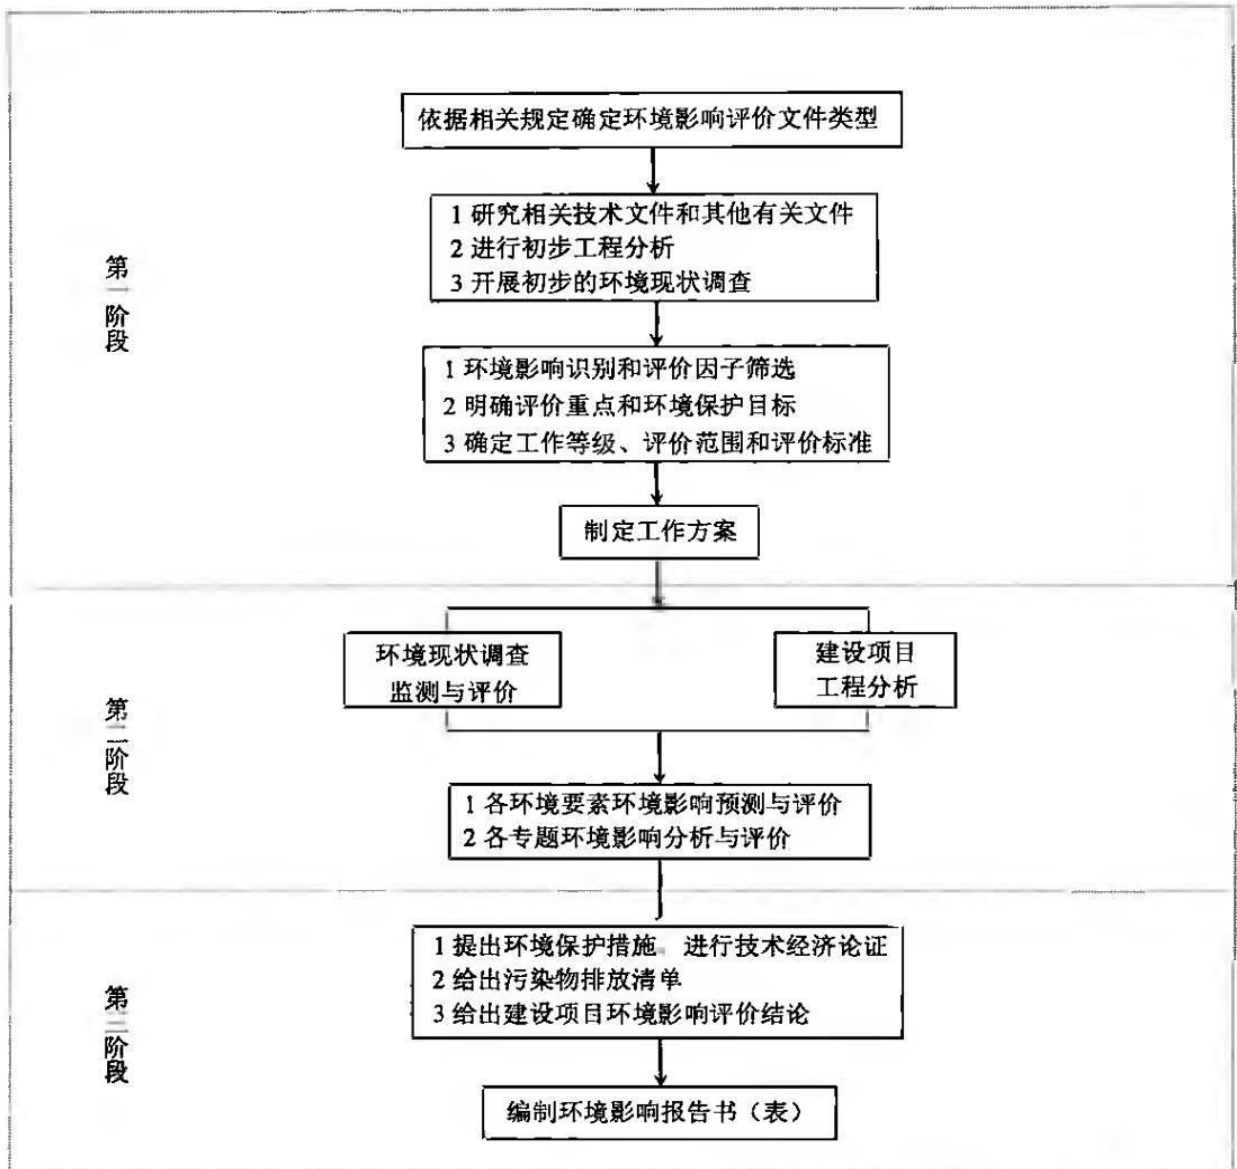 依据相关规定确定环境影响评价文件类型
1 研究相关技术文件和其他有关文件
2 进行初步工程分析
3 开展初步的环境现状调查
第一阶段
1 环境影响识别和评价因子筛选
2 明确评价重点和环境保护目标
3 确定工作等级、评价范围和评价标准
制定工作方案
环境现状调查
监测与评价
建设项目
工程分析
第二阶段
1 各环境要素环境影响预测与评价
2 各专题环境影响分析与评价
1 提出环境保护措施，进行技术经济论证
2 给出污染物排放清单
3 给出建设项目环境影响评价结论
第三阶段
编制环境影响报告书（表）